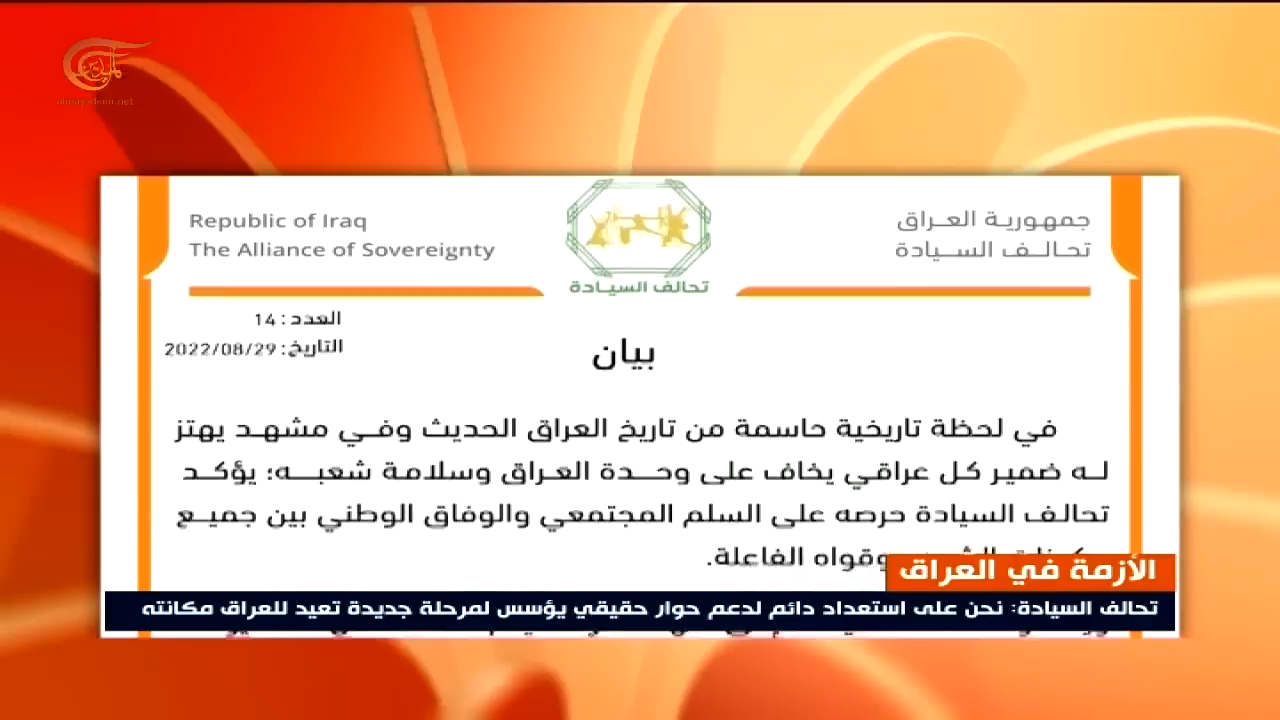 الميادين
almayadeen.net
Republic of Iraq
The Alliance of Sovereignty
جمهورية العراق
تحالف السيادة
تحالف السيادة
العدد: 14
التاريخ: 2022/08/29
بيان
في لحظة تاريخية حاسمة من تاريخ العراق الحديث وفي مشهد يهتز
له ضمير كل عراقي يخاف على وحدة العراق وسلامة شعبه؛ يؤكد
تحالف السيادة حرصه على السلم المجتمعي والوفاق الوطني بين جميع
وقواه الفاعلة.
الأزمة في العراق
تحالف السيادة: نحن على استعداد دائم لدعم حوار حقيقي يؤسس لمرحلة جديدة تعيد للعراق مكانته